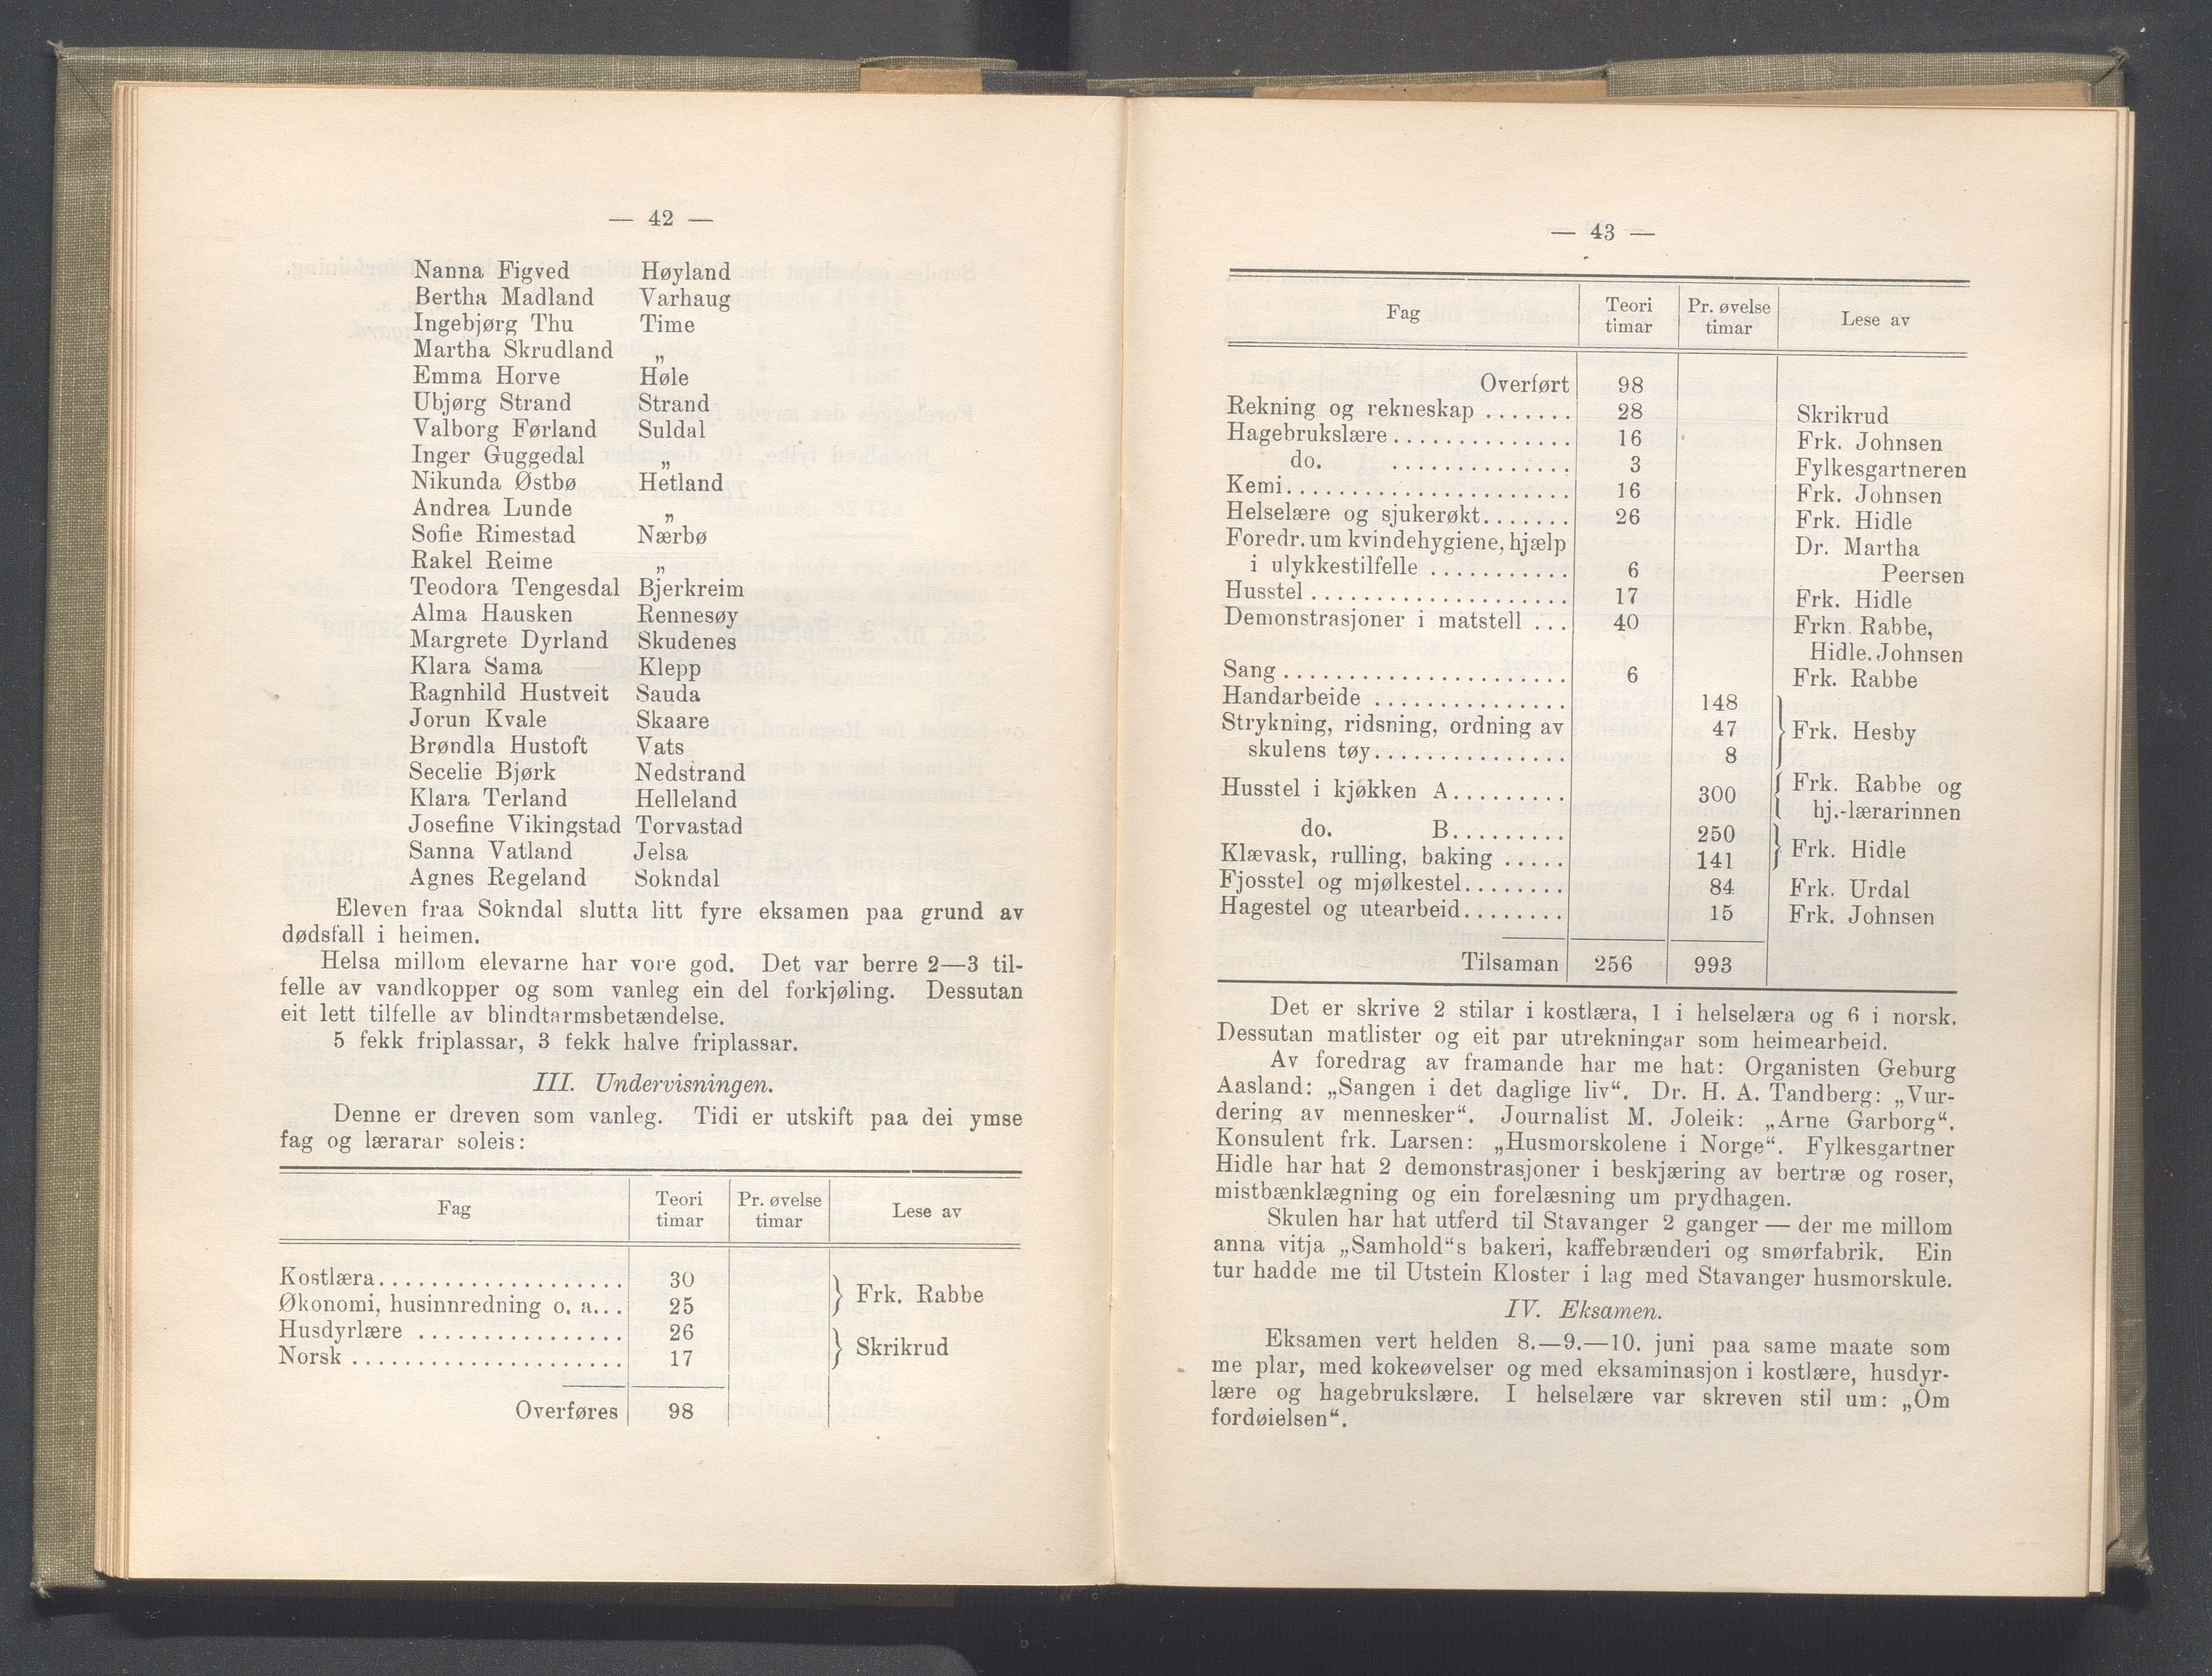 — 42 —
Nanna Figved Høyland
Bertha Madland Varhaug
Ingebjørg Thu Time
Martha Skrudland „
Emma Horve Høle
Ubjørg Strand Strand
Valborg Førland Suldal
Inger Guggedal „
Nikunda Østbø Hetland
Andrea Lunde „
Sofie Rimestad Nærbø
Rakel Reime „
Teodora Tengesdal Bjerkreim
Alma Hausken Rennesøy
Margrete Dyrland Skudenes
Klara Sama Klepp
Ragnhild Hustveit Sauda
Jorun Kvale Skaare
Brøndla Hustoft Vats
Secelie Bjørk Nedstrand
Klara Terland Helleland
Josefine Vikingstad Torvastad
Sanna Vatland Jelsa
Agnes Regeland Sokndal
Eleven fraa Sokndal slutta litt fyre eksamen paa grund av
dødsfall i heimen.
Helsa millom elevarne har vore god. Det var berre 2—3 til-
felle av vandkopper og som vanleg ein del forkjøling. Dessutan
eit lett tilfelle av blindtarmsbetændelse.
5 fekk friplassar, 3 fekk halve friplassar.
III. Undervisningen.
Denne er dreven som vanleg. Tidi er utskift paa dei ymse
fag og lærarar soleis:
Fag Teori timar Pr. øvelse timar Lese av
Kostlæra.................... 30
Økonomi, husinnredning o. a... 25 } Frk. Rabbe
Husdyrlære ................. 26
Norsk ...................... 17 } Skrikrud
Overføres 98
— 43 —
Fag Teori timar Pr. øvelse timar Lese av
Overført 98
Rekning og rekneskap ....... 28 Skrikrud
Hagebrukslære............... 16 Frk. Johnsen
do. ............... 3 Fylkesgartneren
Kemi....................... 16 Frk. Johnsen
Helselære og sjukerøkt....... 26 Frk. Hidle
Foredr. um kvindehygiene, hjælp Dr. Martha
i ulykkestilfelle ........... 6 Peersen
Husstel ..................... 17 Frk. Hidle
Demonstrasjoner i matstell ... 40 Frkn. Rabbe,
Hidle. Johnsen
Sang ....................... 6 Frk. Rabbe
Handarbeide ................ 148
Strykning, ridsning, ordning av 47 } Frk. Hesby
skulens tøy................ 8
Husstel i kjøkken A......... 300 { Frk. Rabbe og
hj.-lærarinnen
do. B......... 250
Klævask, rulling, baking ..... 141 } Frk. Hidle
Fjosstel og mjølkestel........ 84 Frk. Urdal
Hagestel og utearbeid........ 15 Frk. Johnsen
Tilsaman 256 993
Det er skrive 2 stilar i kostlæra, 1 i helselæra og 6 i norsk.
Dessutan matlister og eit par utrekningar som heimearbeid.
Av foredrag av framande har me hat: Organisten Geburg
Aasland: „Sangen i det daglige liv“. Dr. H. A. Tandberg: „Vur-
dering av mennesker“. Journalist M. Joleik: „Arne Garborg“.
Konsulent frk. Larsen: „Husmorskolene i Norge“. Fylkesgartner
Hidle har hat 2 demonstrasjoner i beskjæring av bertræ og roser,
mistbænklægning og ein forelæsning um prydhagen.
Skulen har hat utferd til Stavanger 2 ganger — der me millom
anna vitja „Samhold“s bakeri, kaffebrænderi og smørfabrik. Ein
tur hadde me til Utstein Kloster i lag med Stavanger husmorskule.
IV. Eksamen.
Eksamen vert helden 8.—9.—10. juni paa same maate som
me plar, med kokeøvelser og med eksaminasjon i kostlære, husdyr-
lære og hagebrukslære. I helselære var skreven stil um: „Om
fordøielsen“.